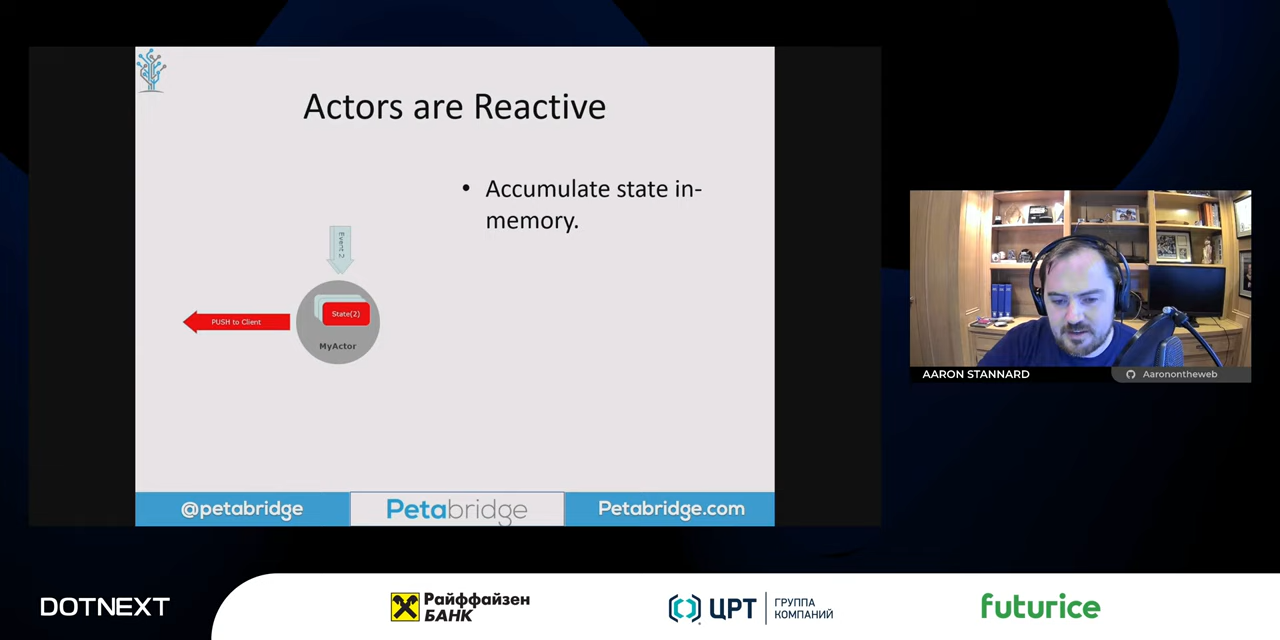 Actors are Reactive
• Accumulate state in-
memory.
Event 2
State(2)
PUSH to Client
MyActor
@petabridge
Petabridge
Petabridge.com
AARON STANNARD
Aaronontheweb
DOTNEXT
Райффайзен
БАНК
ЦРТ
ГРУППА
КОМПАНИЙ
futurice